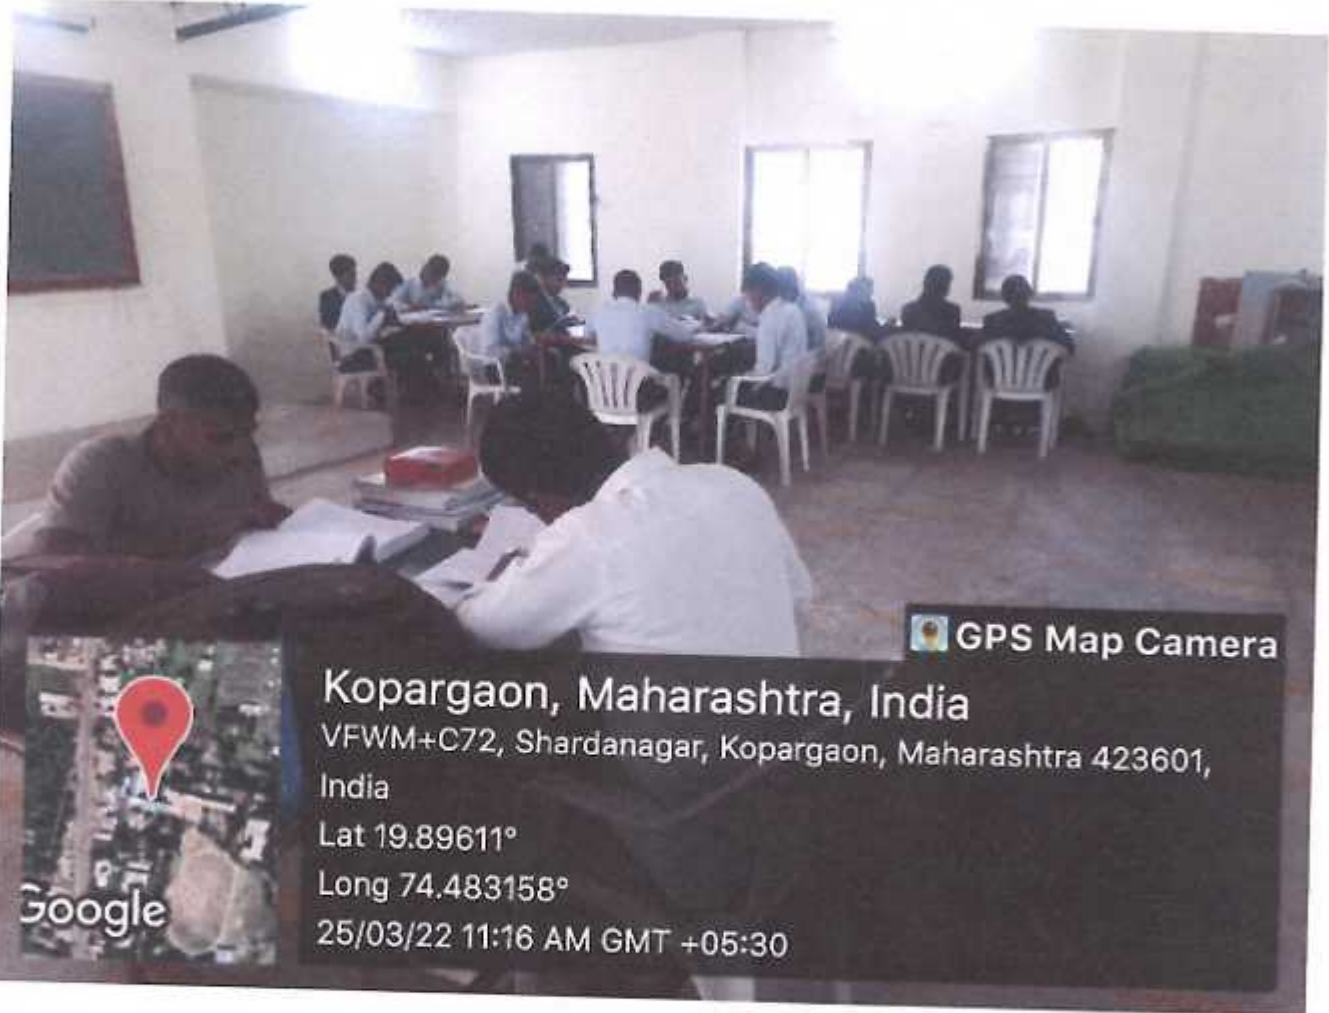 GPS Map Camera
Kopargaon, Maharashtra, India
VFWM+C72, Shardanagar, Kopargaon, Maharashtra 423601,
India
Lat 19.89611°
Long 74.483158°
25/03/22 11:16 AM GMT +05:30
Google